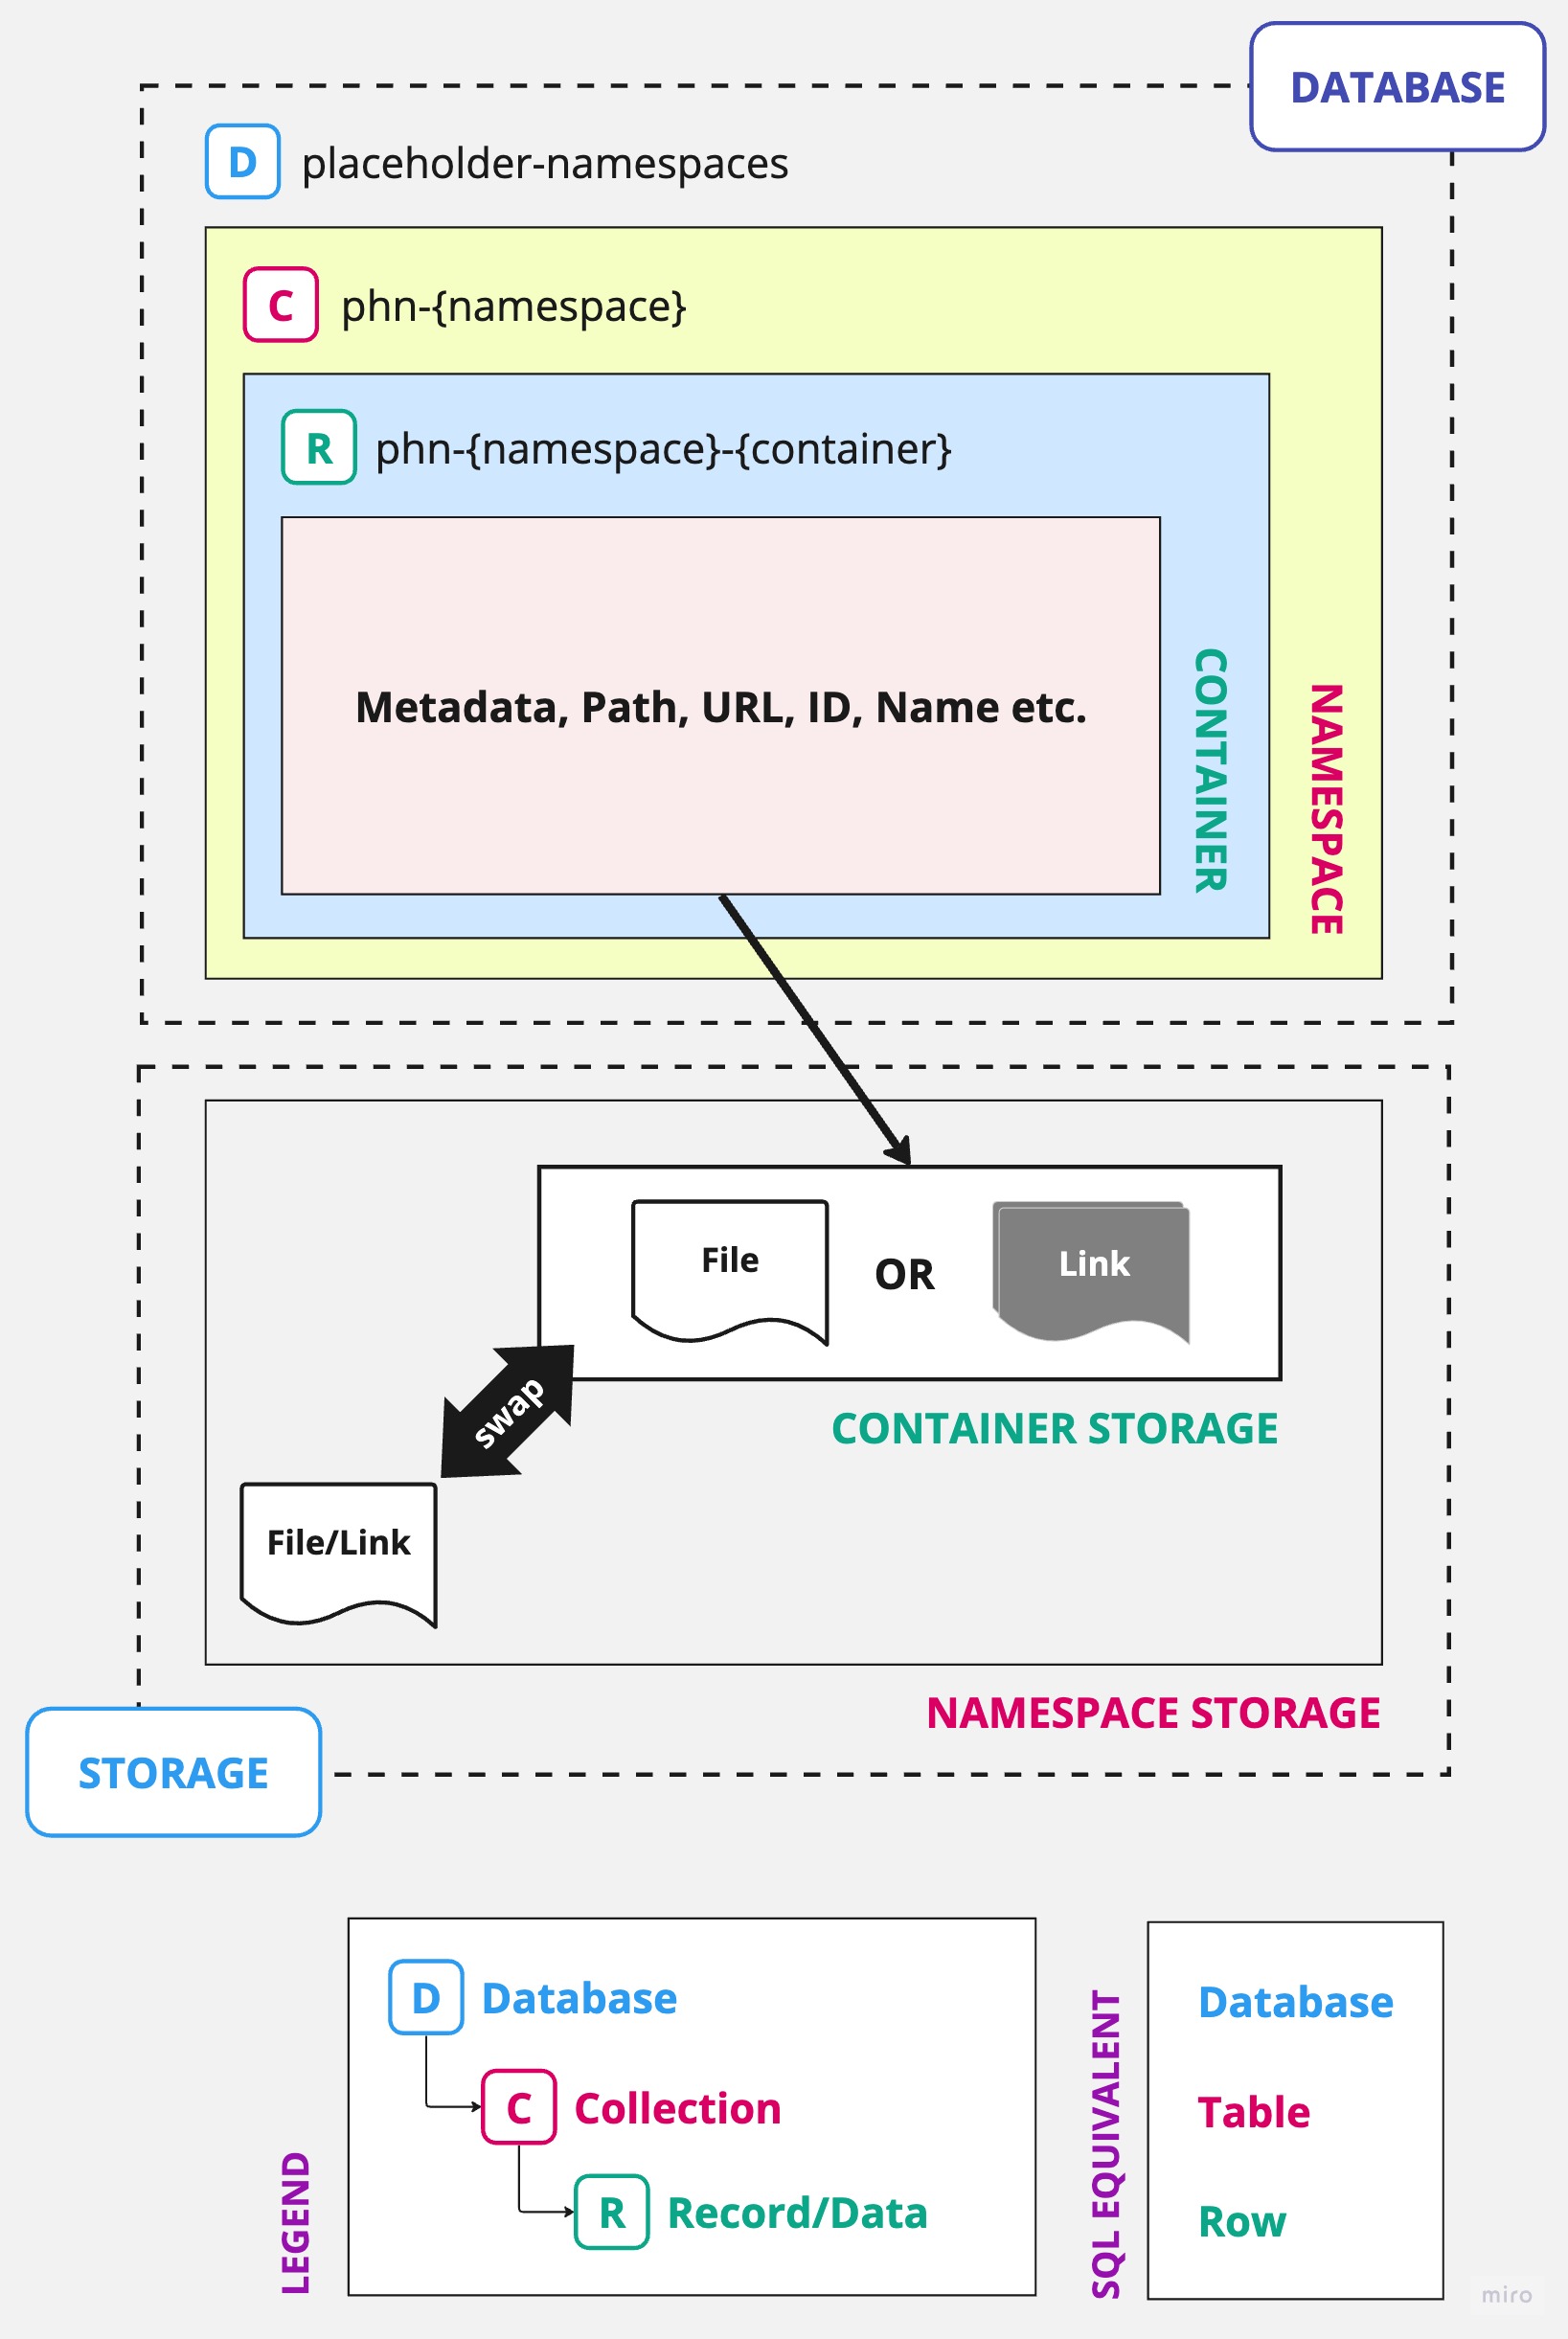 DATABASE
D
placeholder-namespaces
C
phn-{namespace}
R
phn-{namespace}-{container}
Metadata, Path, URL, ID, Name etc.
CONTAINER
NAMESPACE
File
OR
Link
swap
CONTAINER STORAGE
File/Link
NAMESPACE STORAGE
STORAGE
LEGEND
D
Database
C
Collection
R
Record/Data
SQL EQUIVALENT
Database
Table
Row
miro